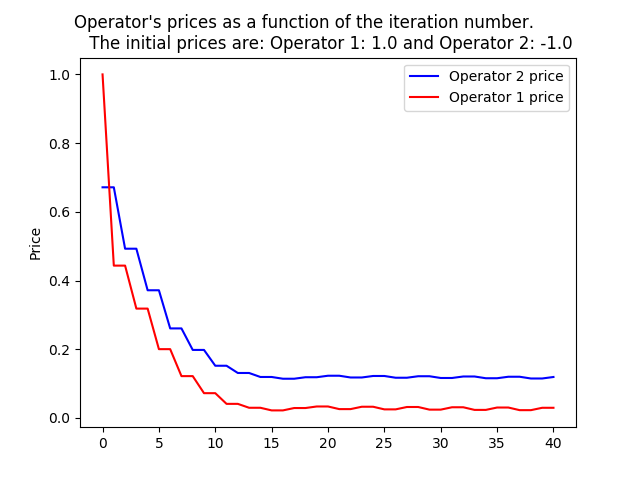 Operator's prices as a function of the iteration number.
The initial prices are: Operator 1: 1.0 and Operator 2: -1.0
Operator 2 price
Operator 1 price
Price
1.0
0.8
0.6
0.4
0.2
0.0
0 5 10 15 20 25 30 35 40